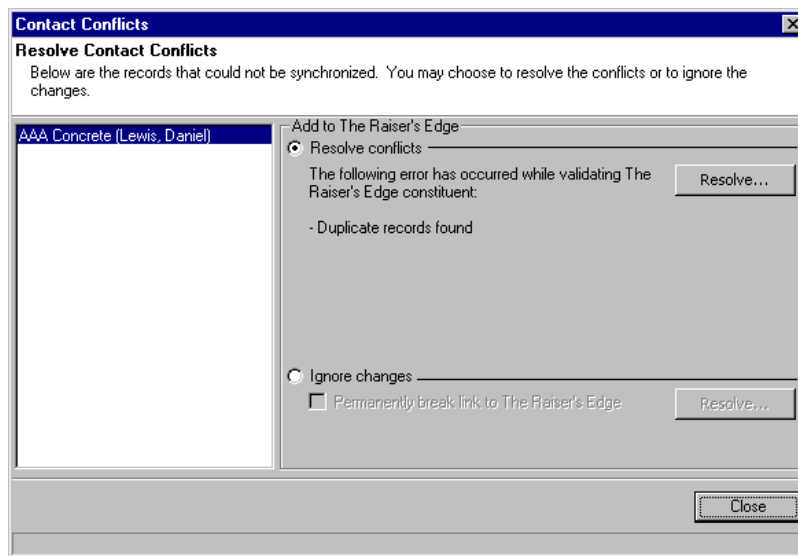 Contact Conflicts
Resolve Contact Conflicts
Below are the records that could not be synchronized. You may choose to resolve the conflicts or to ignore the
changes.
AAA Concrete (Lewis, Daniel)
Add to The Raiser's Edge
Resolve conflicts
The following error has occurred while validating The
Raiser's Edge constituent:
Resolve...
- Duplicate records found
Ignore changes
Permanently break link to The Raiser's Edge
Resolve...
Close